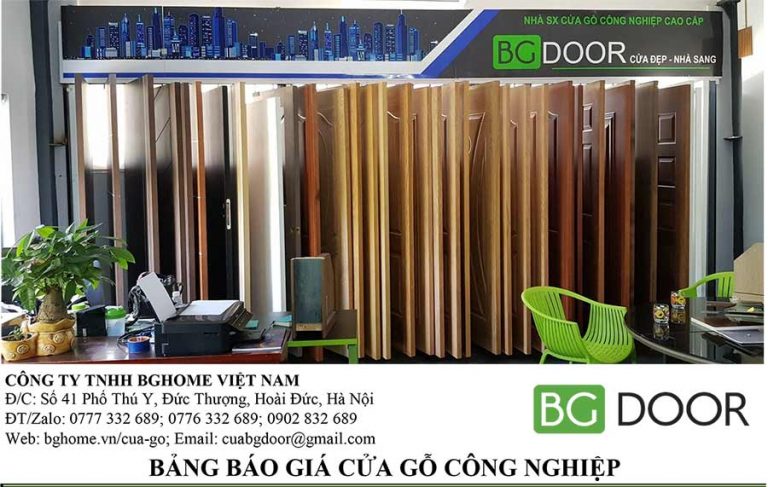 NHÀ SX CỬA GỖ CÔNG NGHIỆP CAO CẤP
BGDOOR CỬA ĐẸP - NHÀ SANG
CÔNG TY TNHH BGHOME VIỆT NAM
Đ/C: Số 41 Phố Thú Y, Đức Thượng, Hoài Đức, Hà Nội
ĐT/Zalo: 0777 332 689; 0776 332 689; 0902 832 689
Web: bghome.vn/cua-go; Email: cuabgdoor@gmail.com
BG DOOR
BẢNG BÁO GIÁ CỬA GỖ CÔNG NGHIỆP